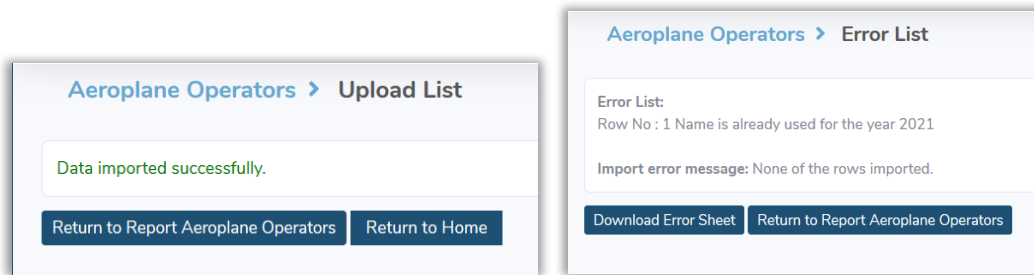 Aeroplane Operators > Upload List
Data imported successfully.
Return to Report Aeroplane Operators Return to Home
Aeroplane Operators > Error List
Error List:
Row No : 1 Name is already used for the year 2021
Import error message: None of the rows imported.
Download Error Sheet Return to Report Aeroplane Operators